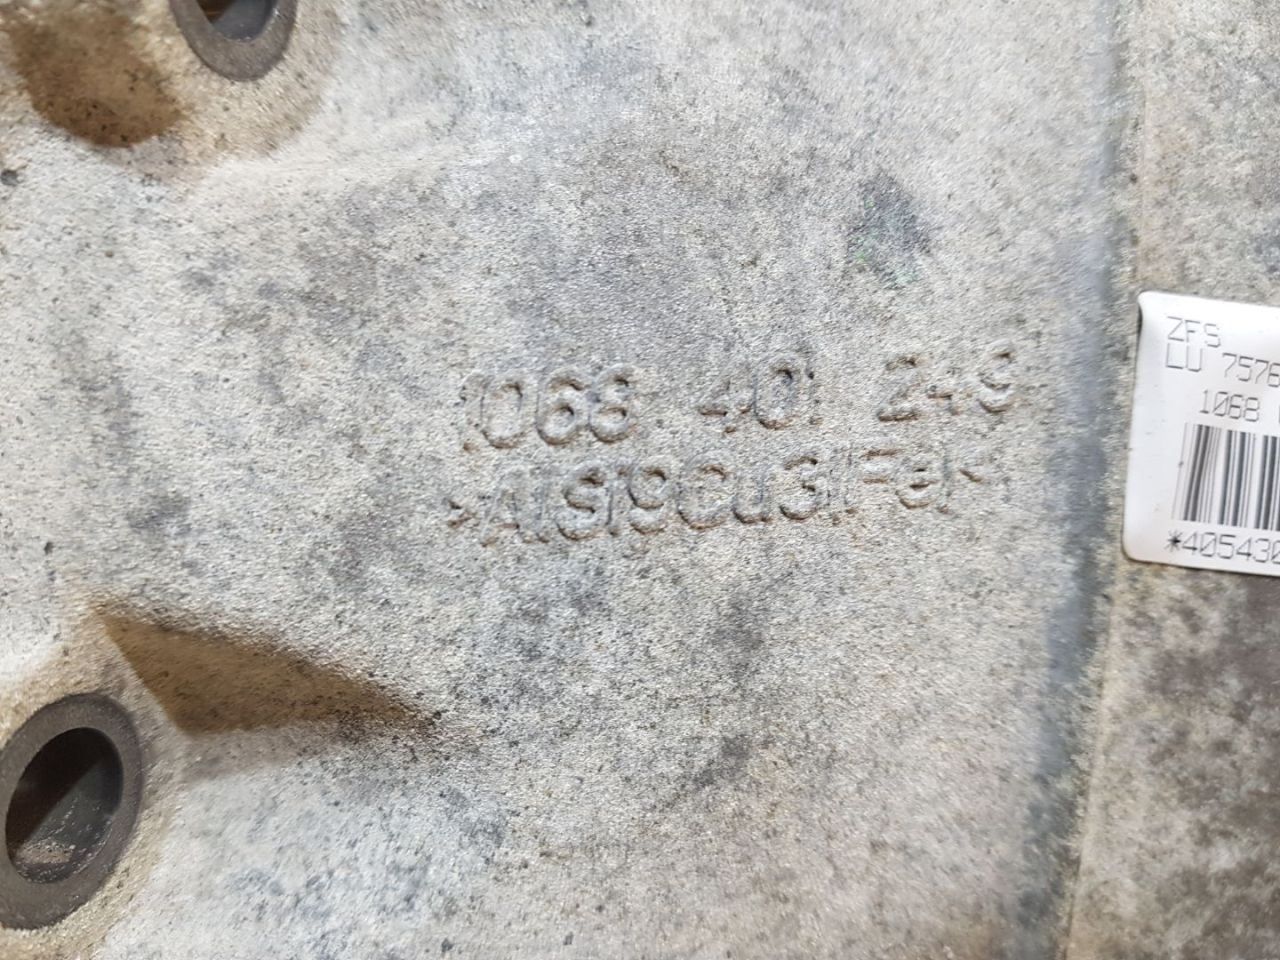 1068 401 249
>AlSi9Cu3(Fe)<
ZFS
LU 7576
1068
*405430